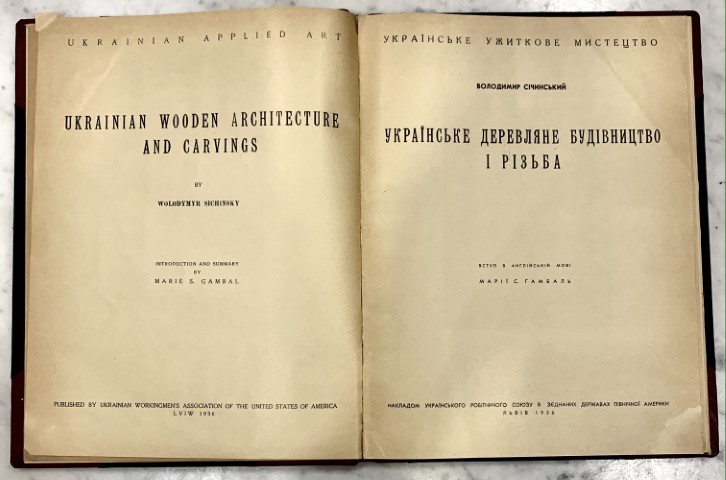 UKRAINIAN APPLIED ART
UKRAINIAN WOODEN ARCHITECTURE
AND CARVINGS
BY
WOLODYMYR SICHINSKY
INTRODUCTION AND SUMMARY
BY
MARIE S. GAMBAL
PUBLISHED BY UKRAINIAN WORKINGMEN'S ASSOCIATION OF THE UNITED STATES OF AMERICA
LVIW 1936
УКРАЇНСЬКЕ УЖИТКОВЕ МИСТЕЦТВО
ВОЛОДИМИР СІЧИНСЬКИЙ
УКРАЇНСЬКЕ ДЕРЕВЛЯНЕ БУДІВНИЦТВО
І РІЗЬБА
ВСТУП В АНГЛІЙСЬКІЙ МОВІ
МАРІЇ С. ГАМБАЛЬ
НАКЛАДОМ УКРАЇНСЬКОГО РОБІТНИЧОГО СОЮЗУ В ЗЄДНАНИХ ДЕРЖАВАХ ПІВНІЧНОЇ АМЕРИКИ
ЛЬВІВ 1936